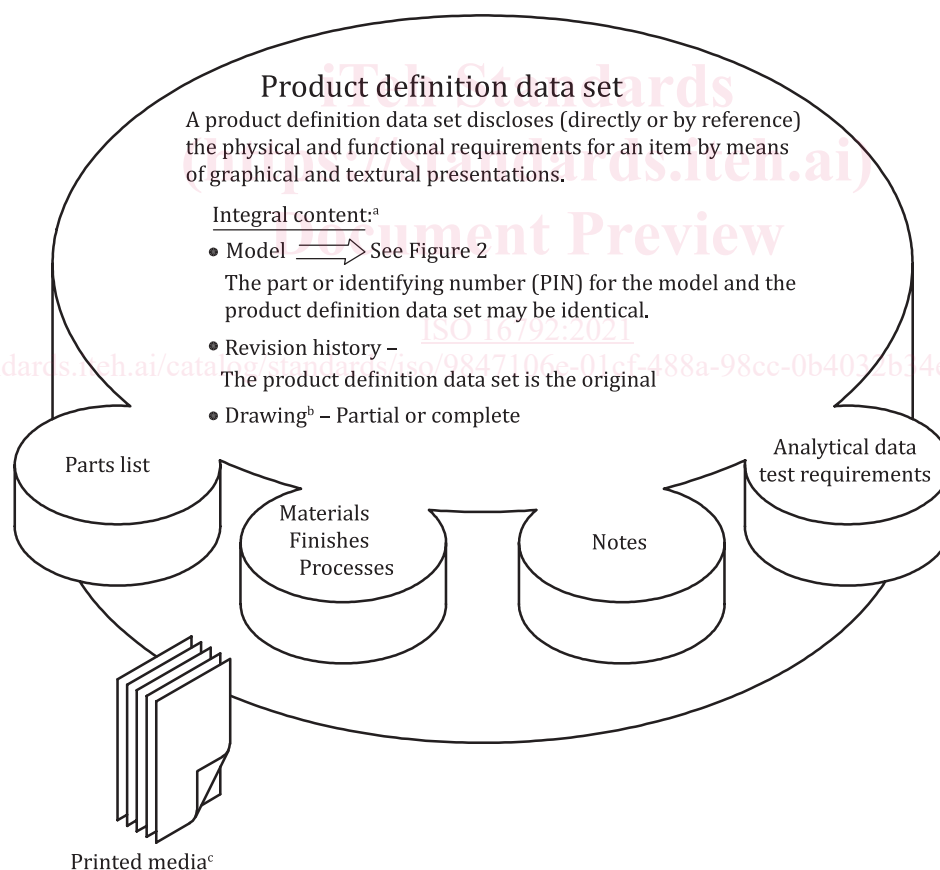 iTeh Standards
(https://standards.iteh.ai)
Document Preview
ISO 16792:2021
dards.iteh.ai/catalog/standards/iso/9847106e-01cf-488a-98cc-0b4032b34c
Product definition data set
A product definition data set discloses (directly or by reference)
the physical and functional requirements for an item by means
of graphical and textural presentations.
Integral content:ᵃ
• Model See Figure 2
The part or identifying number (PIN) for the model and the
product definition data set may be identical.
• Revision history –
The product definition data set is the original
• Drawingᵇ – Partial or complete
Parts list
Materials
Finishes
Processes
Notes
Analytical data
test requirements
Printed mediaᶜ